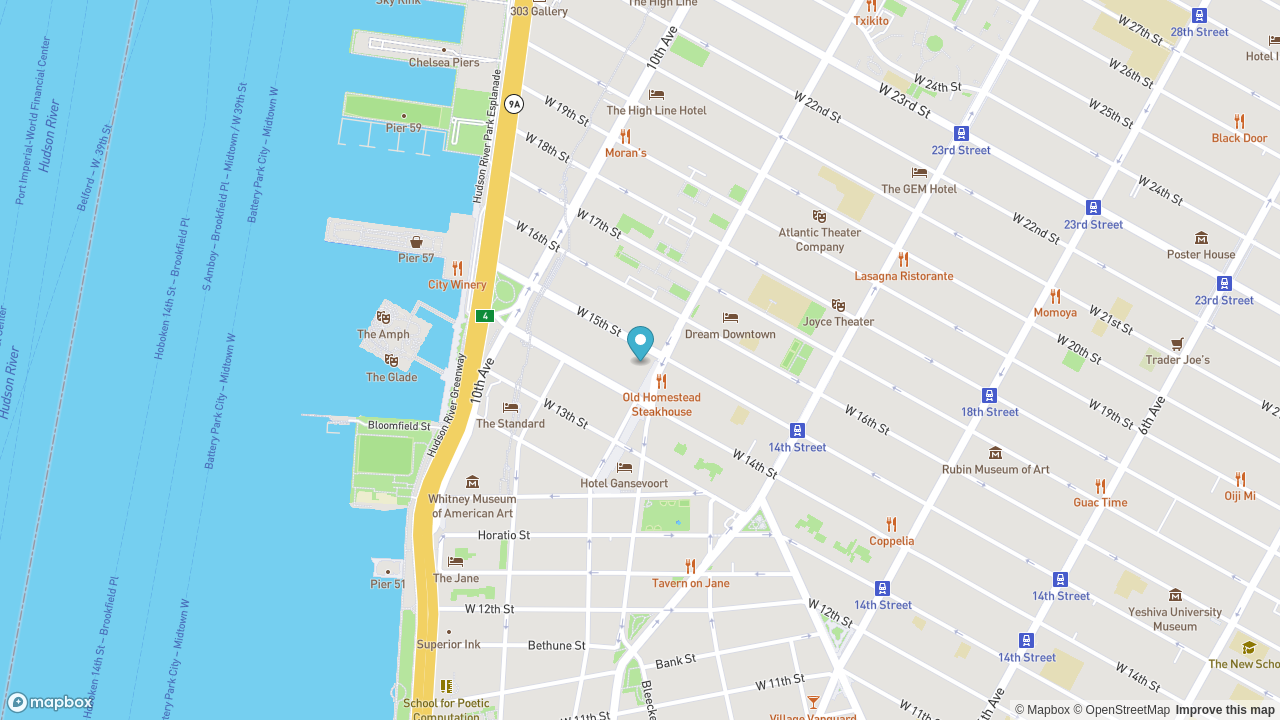 Sky Rink
303 Gallery
The High Line
Txikito
28th Street
W 27th St
Hotel I
10th Ave
Chelsea Piers
W 26th St
W 24th St
W 23rd St
W 22nd St
W 25th St
9A
The High Line Hotel
W 19th St
Pier 59
Moran's
W 18th St
23rd Street
Black Door
Hudson River Park Esplanade
Port Imperial–World Financial Center
Hudson River
Belford – W. 39th St
S Amboy – Brookfield Pl. – Midtown / W 39th St
Battery Park City – Midtown W
The GEM Hotel
W 24th St
W 17th St
23rd Street
W 22nd St
W 16th St
Atlantic Theater
Company
Poster House
Pier 57
City Winery
Lasagna Ristorante
23rd Street
Momoya
Hoboken 14th St – Brookfield Pl
4
W 15th St
Joyce Theater
W 21st St
The Amph
Dream Downtown
W 20th St
Trader Joe's
The Glade
10th Ave
Hudson River Greenway
Hudson River
Battery Park City – Midtown W
Old Homestead
Steakhouse
18th Street
W 19th St
6th Ave
Bloomfield St
The Standard
W 13th St
W 16th St
14th Street
W 14th St
Rubin Museum of Art
Hotel Gansevoort
Whitney Museum
of American Art
Guac Time
Oiji Mi
Horatio St
Coppelia
The Jane
Pier 51
Tavern on Jane
14th Street
14th Street
W 12th St
W 12th St
Yeshiva University
Museum
Superior Ink
Bethune St
Bank St
14th Street
The New Scho
W 14th St
Hoboken 14th St – Brookfield Pl
Battery Park City – Midtown W
W 11th St
School for Poetic
Computation
Village Vanguard
mapbox
© Mapbox © OpenStreetMap Improve this map